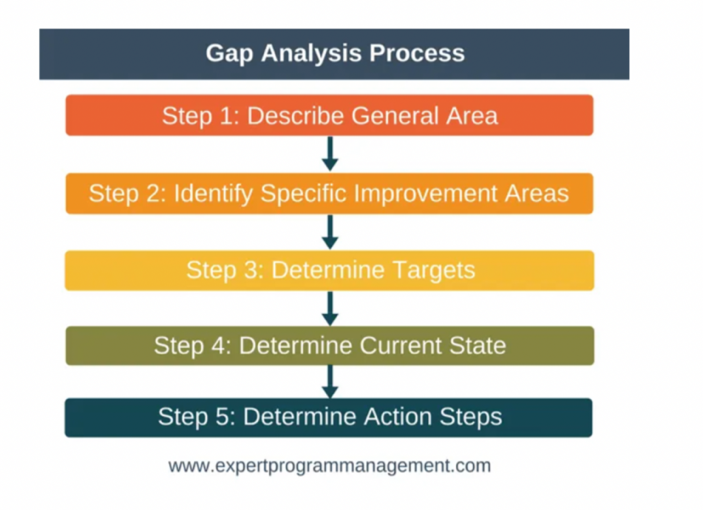 Gap Analysis Process
Step 1: Describe General Area
Step 2: Identify Specific Improvement Areas
Step 3: Determine Targets
Step 4: Determine Current State
Step 5: Determine Action Steps
www.expertprogrammanagement.com